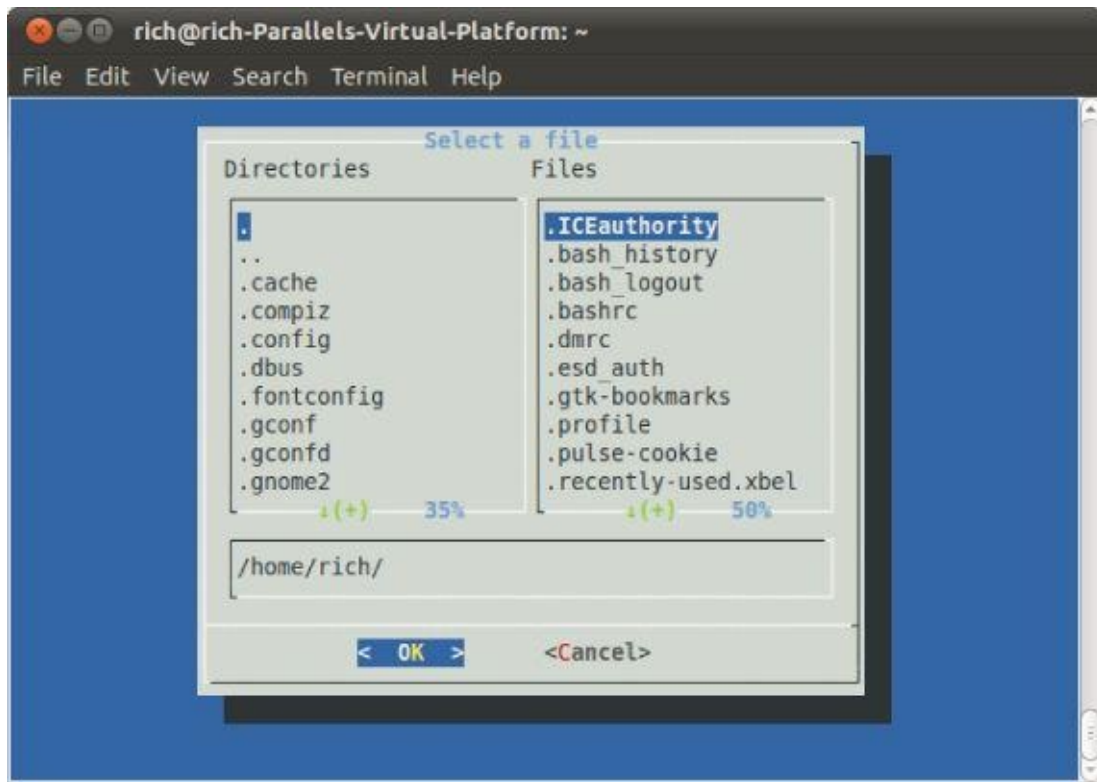 rich@rich-Parallels-Virtual-Platform: ~
File Edit View Search Terminal Help
Select a file
Directories
Files
.
..
.cache
.compiz
.config
.dbus
.fontconfig
.gconf
.gconfd
.gnome2
↓(+) 35%
.ICEauthority
.bash_history
.bash_logout
.bashrc
.dmrc
.esd_auth
.gtk-bookmarks
.profile
.pulse-cookie
.recently-used.xbel
↓(+) 50%
/home/rich/
< OK > <Cancel>